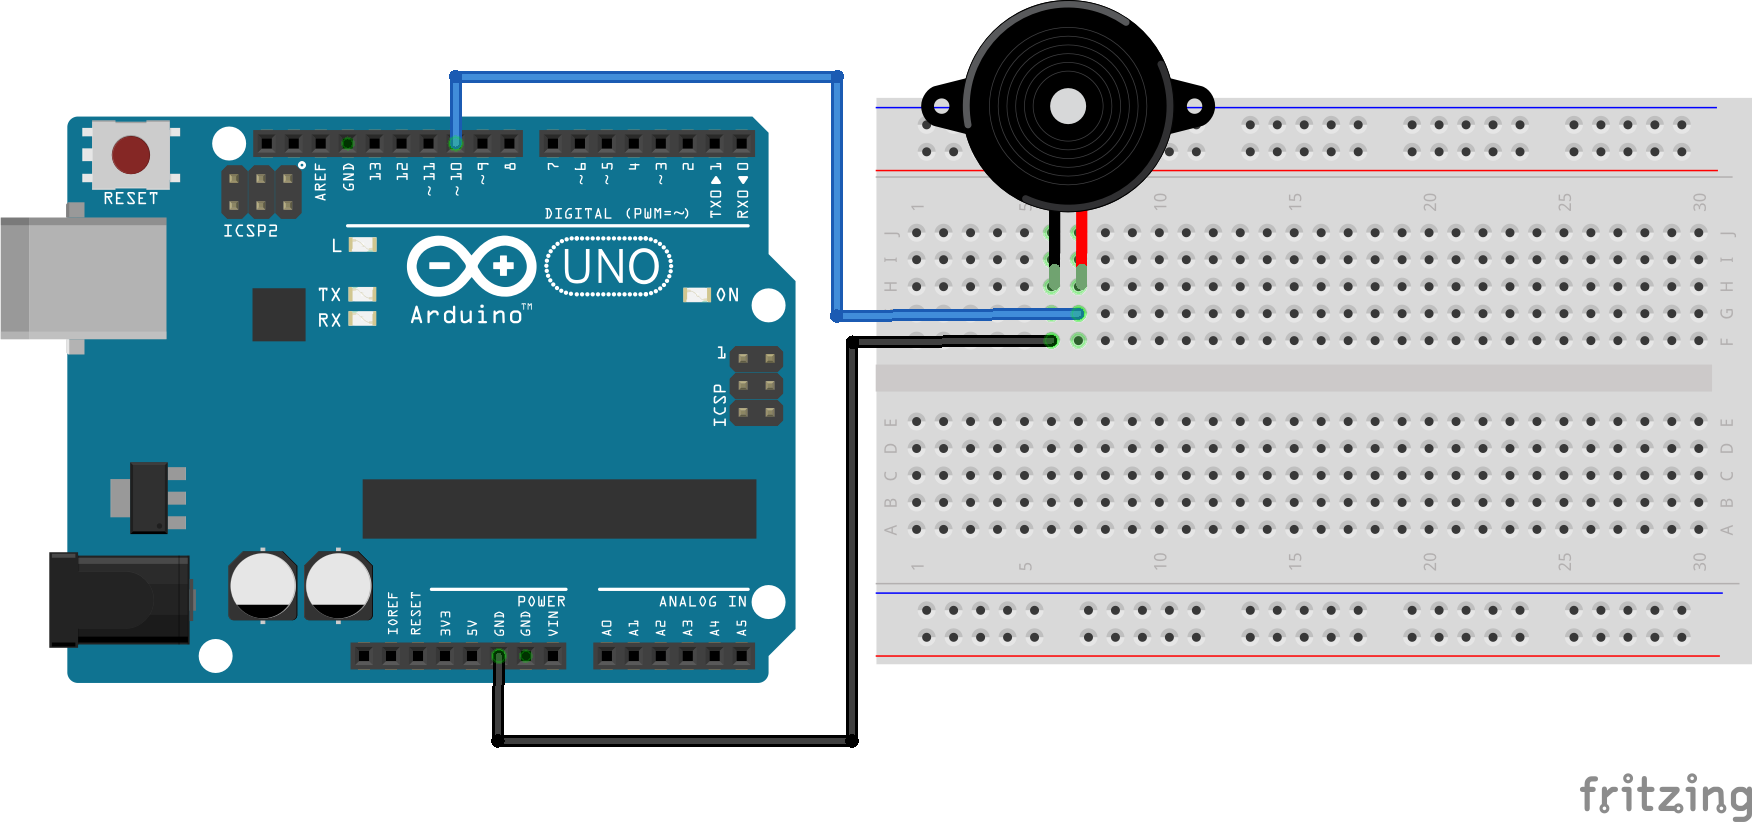 RESET
ICSP2
AREF
GND
13
12
~11
~10
~9
8
7
~6
~5
4
~3
2
TX0▶1
RX0◀0
DIGITAL (PWM=~)
L
TX
RX
UNO
ON
Arduino™
1
ICSP
IOREF
RESET
3V3
5V
GND
GND
VIN
POWER
ANALOG IN
A0
A1
A2
A3
A4
A5
1
5
10
15
20
25
30
J
J
I
I
H
H
G
F
F
E
E
D
D
C
C
B
B
A
A
1
5
10
15
20
25
30
fritzing